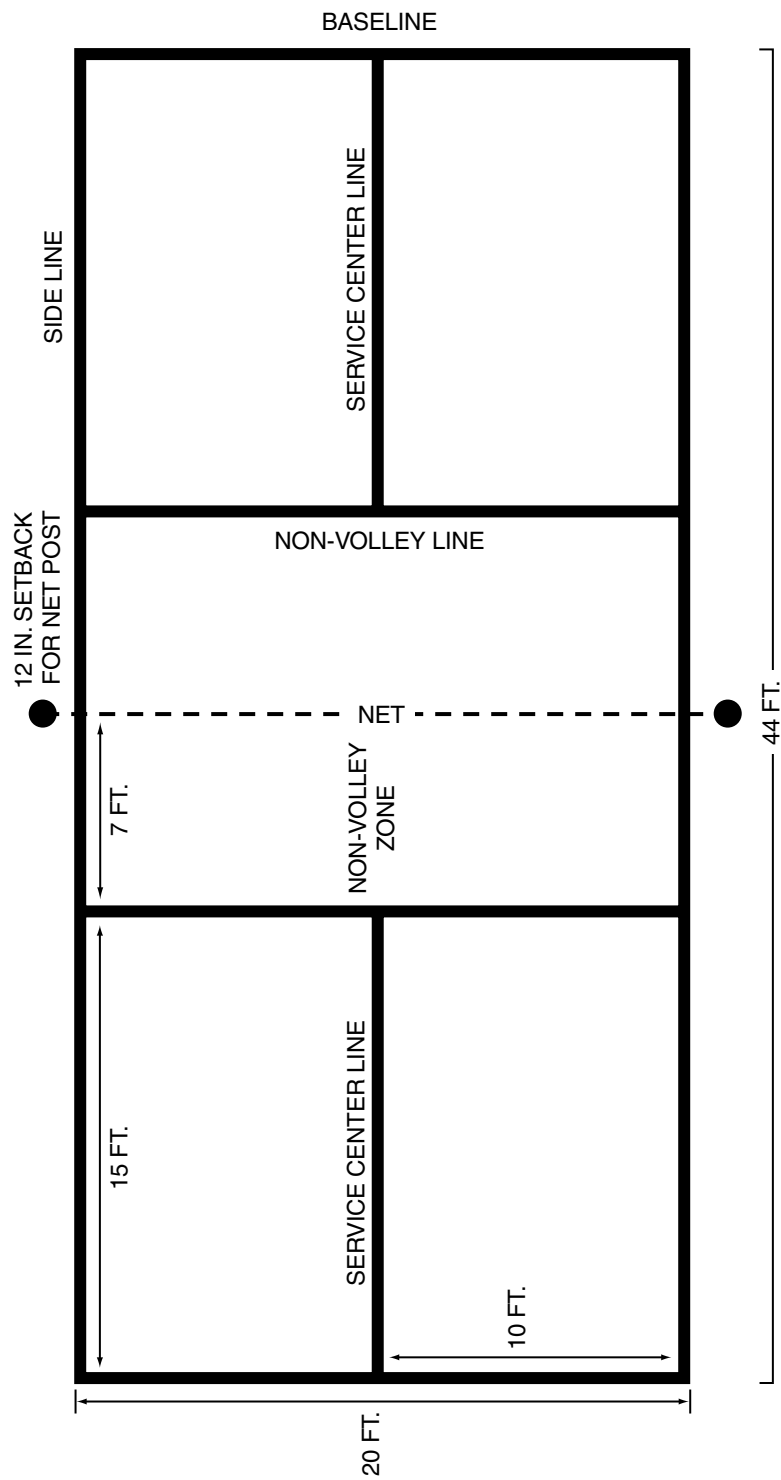 BASELINE
SIDE LINE
SERVICE CENTER LINE
12 IN. SETBACK
FOR NET POST
NON-VOLLEY LINE
NET
44 FT.
7 FT.
NON-VOLLEY
ZONE
15 FT.
SERVICE CENTER LINE
10 FT.
20 FT.